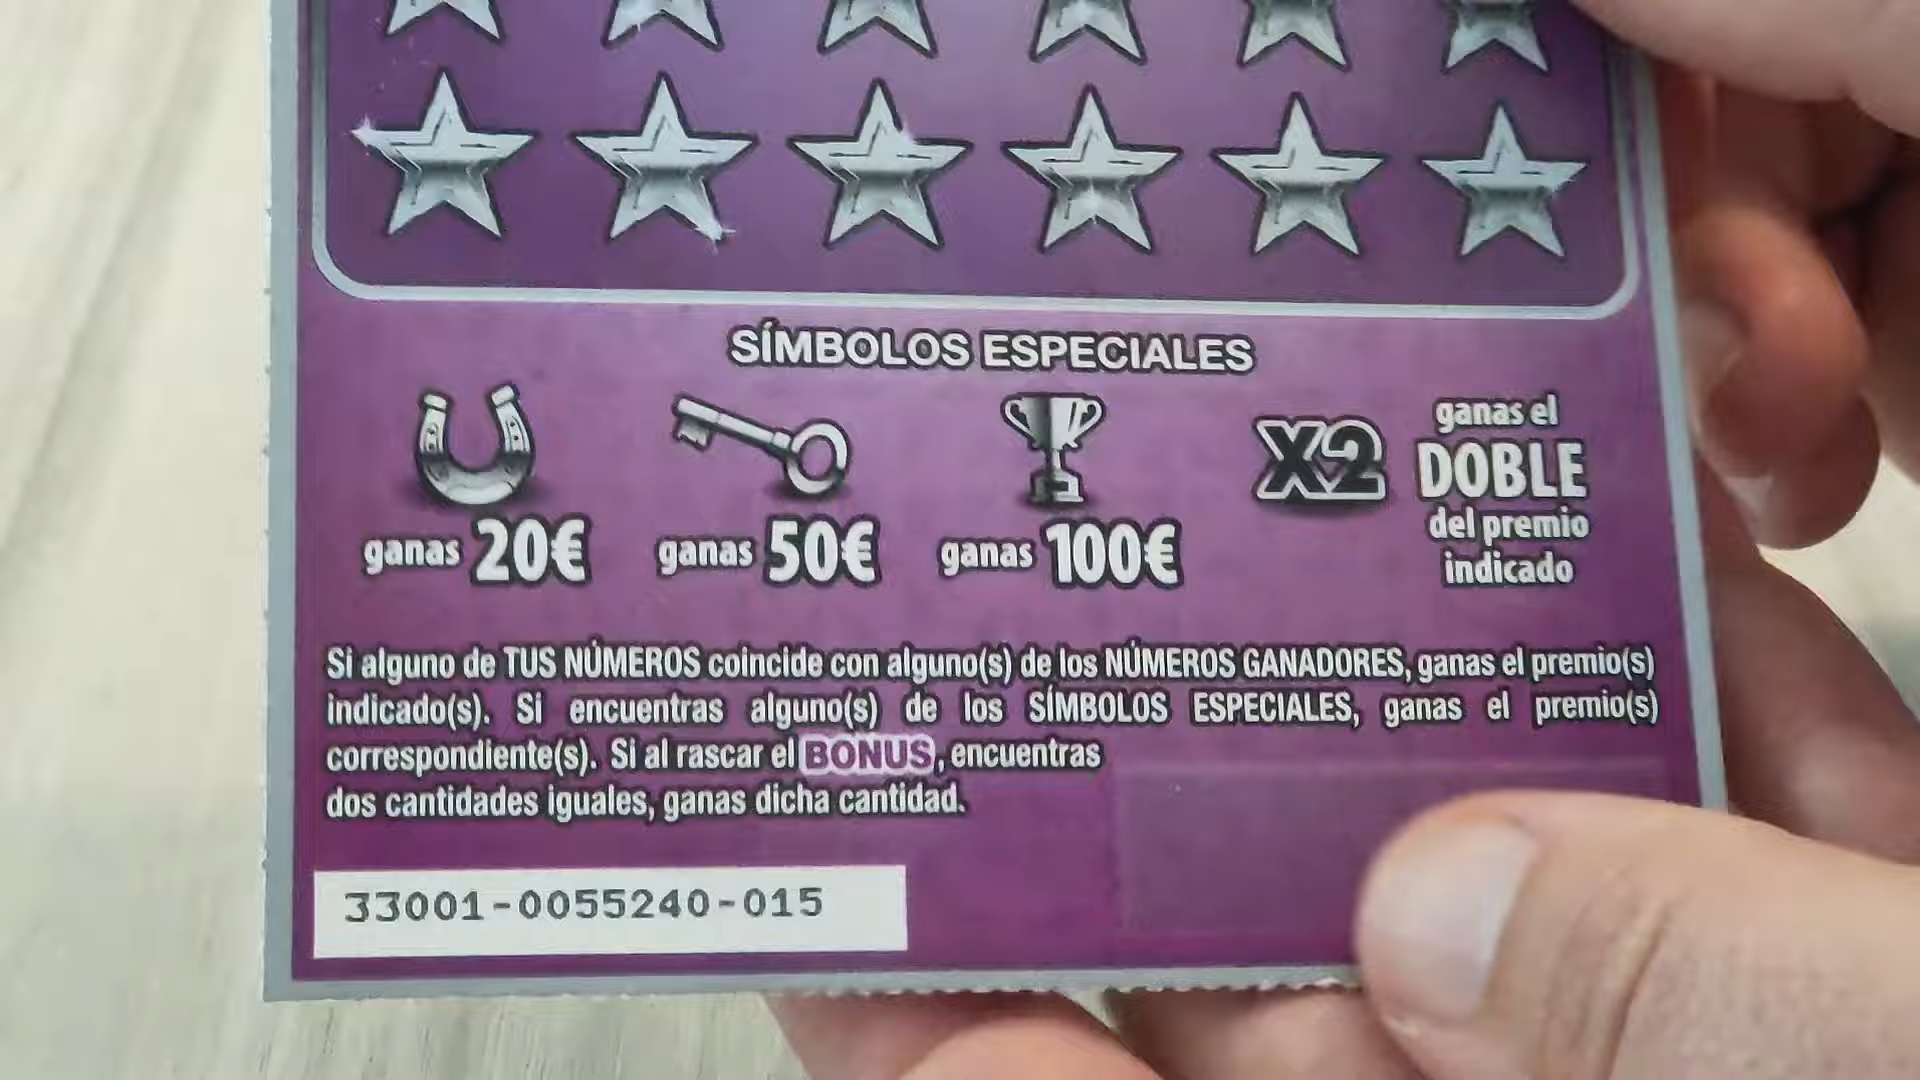 SÍMBOLOS ESPECIALES
ganas 20€
ganas 50€
ganas 100€
X2
ganas el
DOBLE
del premio
indicado
Si alguno de TUS NÚMEROS coincide con alguno(s) de los NÚMEROS GANADORES, ganas el premio(s)
indicado(s). Si encuentras alguno(s) de los SÍMBOLOS ESPECIALES, ganas el premio(s)
correspondiente(s). Si al rascar el BONUS, encuentras
dos cantidades iguales, ganas dicha cantidad.
33001-0055240-015